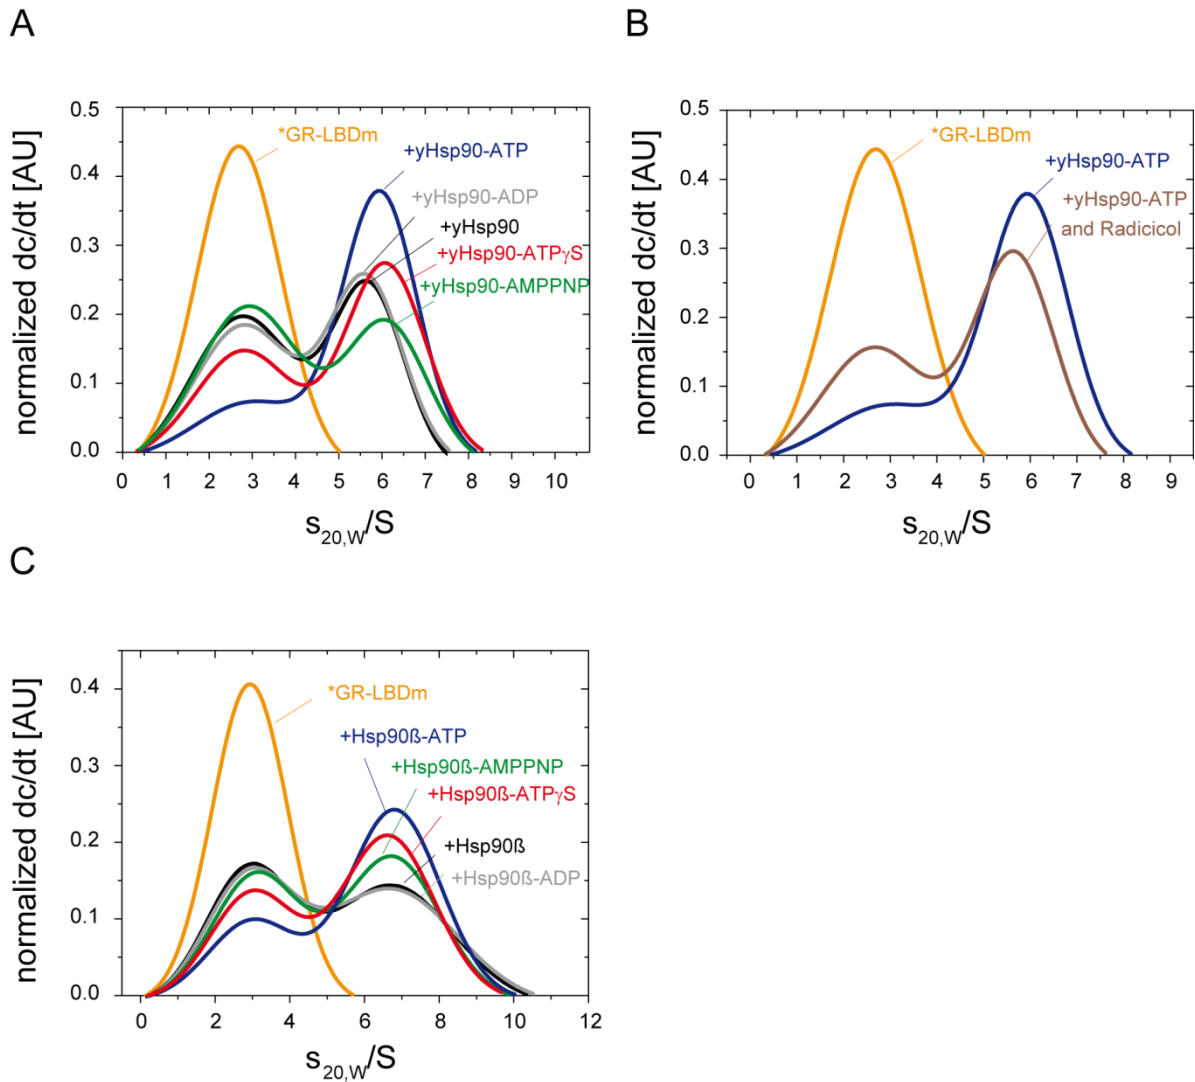 A
B
0.5
0.4
0.3
0.2
0.1
0.0
normalized dc/dt [AU]
*GR-LBDm
+yHsp90-ATP
+yHsp90-ADP
+yHsp90
+yHsp90-ATPγS
+yHsp90-AMPPNP
0 1 2 3 4 5 6 7 8 9 10
s20,W/S
0.5
0.4
0.3
0.2
0.1
0.0
normalized dc/dt [AU]
*GR-LBDm
+yHsp90-ATP
+yHsp90-ATP
and Radicicol
0 1 2 3 4 5 6 7 8 9
s20,W/S
C
0.4
0.3
0.2
0.1
0.0
normalized dc/dt [AU]
*GR-LBDm
+Hsp90ß-ATP
+Hsp90ß-AMPPNP
+Hsp90ß-ATPγS
+Hsp90ß
+Hsp90ß-ADP
0 2 4 6 8 10 12
s20,W/S